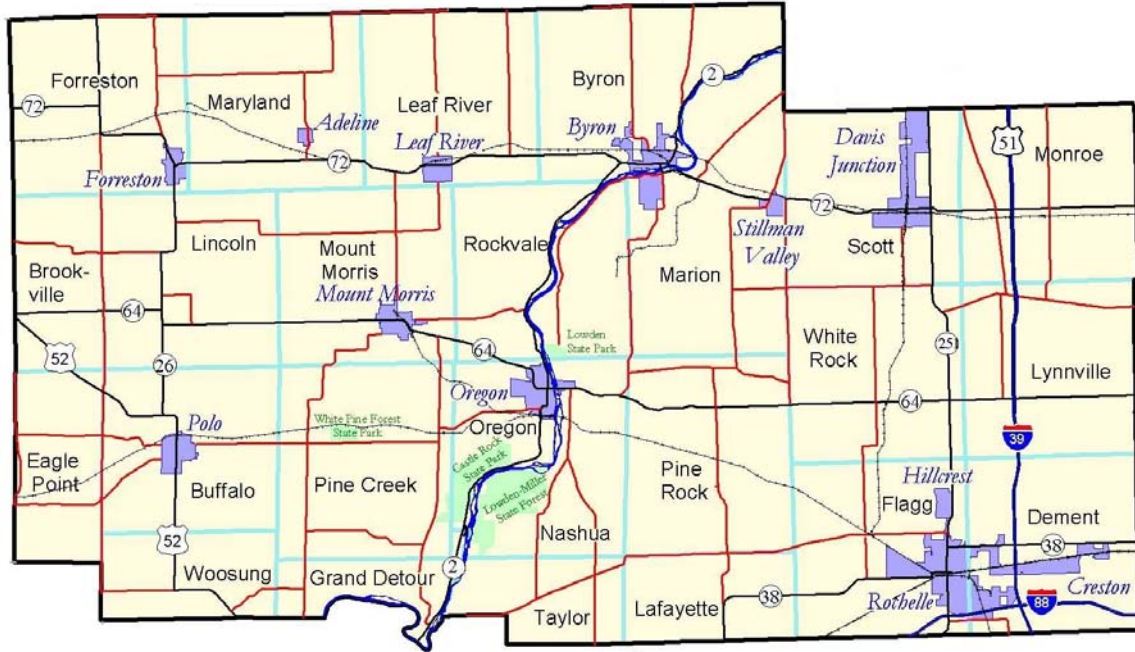 Forreston
72
Maryland
Adeline
Leaf River
Leaf River
72
Forreston
Byron
Byron
2
Davis
Junction
51
Monroe
Stillman
Valley
72
Scott
Lincoln
Mount
Morris
Mount Morris
Rockvale
Marion
Brook-
ville
64
52
26
64
Lowden
State Park
White
Rock
25
Lynnville
64
39
Oregon
Oregon
Polo
White Pine Forest
State Park
Castle Rock
State Park
Lowden-Miller
State Forest
Eagle
Point
Buffalo
Pine Creek
Pine
Rock
Hillcrest
Flagg
Dement
38
52
Nashua
Woosung
Grand Detour
2
Taylor
Lafayette
38
Rothelle
88
Creston